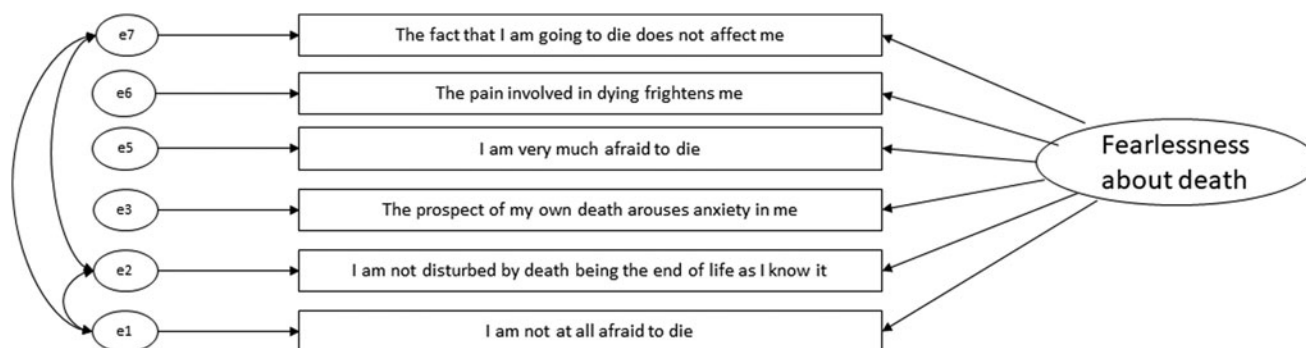 e7 The fact that I am going to die does not affect me
e6 The pain involved in dying frightens me
e5 I am very much afraid to die
e3 The prospect of my own death arouses anxiety in me
e2 I am not disturbed by death being the end of life as I know it
e1 I am not at all afraid to die
Fearlessness
about death